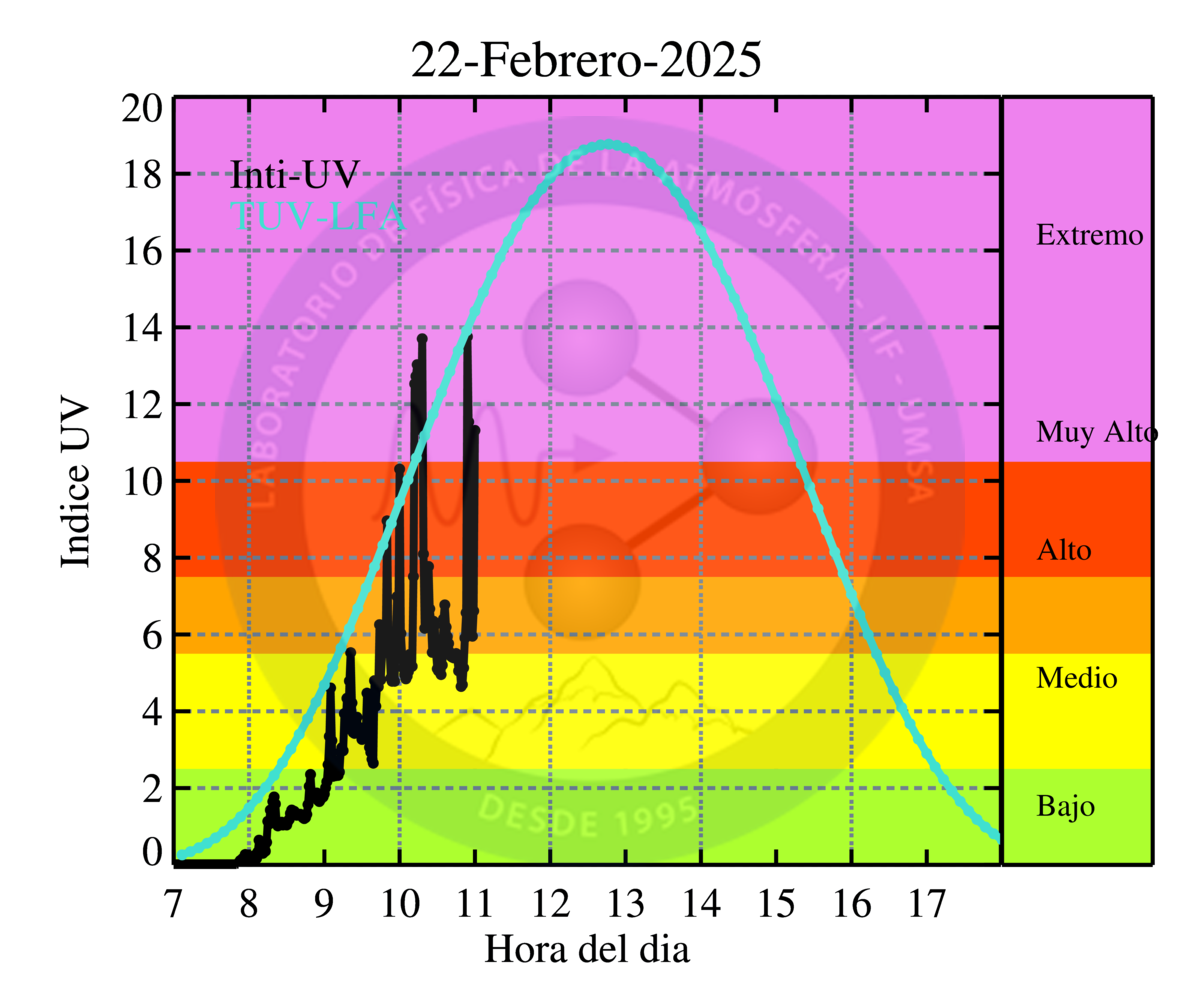 22-Febrero-2025
20
18
16
14
12
10
8
6
4
2
0
Indice UV
Inti-UV
TUV-LFA
LABORATORIO DE FÍSICA DE LA ATMÓSFERA - IIF - UMSA
DESDE 1995
Extremo
Muy Alto
Alto
Medio
Bajo
7 8 9 10 11 12 13 14 15 16 17
Hora del dia